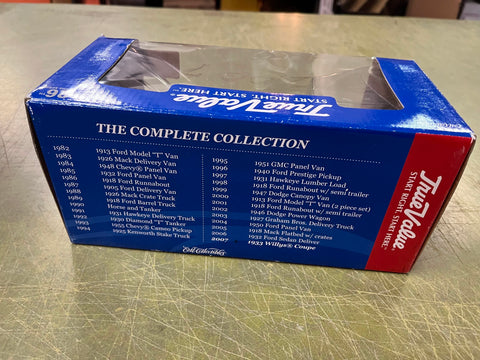 True Value
START RIGHT. START HERE.™
THE COMPLETE COLLECTION
1982 1913 Ford Model "T" Van
1983 1926 Mack Delivery Van
1984 1948 Chevy® Panel Van
1985 1932 Ford Panel Van
1986 1918 Ford Runnabout
1987 1905 Ford Delivery Van
1988 1926 Mack Crate Truck
1989 1918 Ford Barrel Truck
1990 Horse and Tanker
1991 1931 Hawkeye Delivery Truck
1992 1930 Diamond "T" Tanker
1993 1955 Chevy® Cameo Pickup
1994 1925 Kenworth Stake Truck
1995 1951 GMC Panel Van
1996 1940 Ford Prestige Pickup
1997 1931 Hawkeye Lumber Load
1998 1918 Ford Runabout w/ semi trailer
1999 1947 Dodge Canopy Van
2000 1913 Ford Model "T" Van (2 piece set)
2001 1918 Ford Runabout w/ semi trailer
2002 1946 Dodge Power Wagon
2003 1927 Graham Bros. Delivery Truck
2004 1950 Ford Panel Van
2005 1918 Mack Flatbed w/ crates
2006 1932 Ford Sedan Deliver
2007 1933 Willys® Coupe
True Value
START RIGHT. START HERE.™